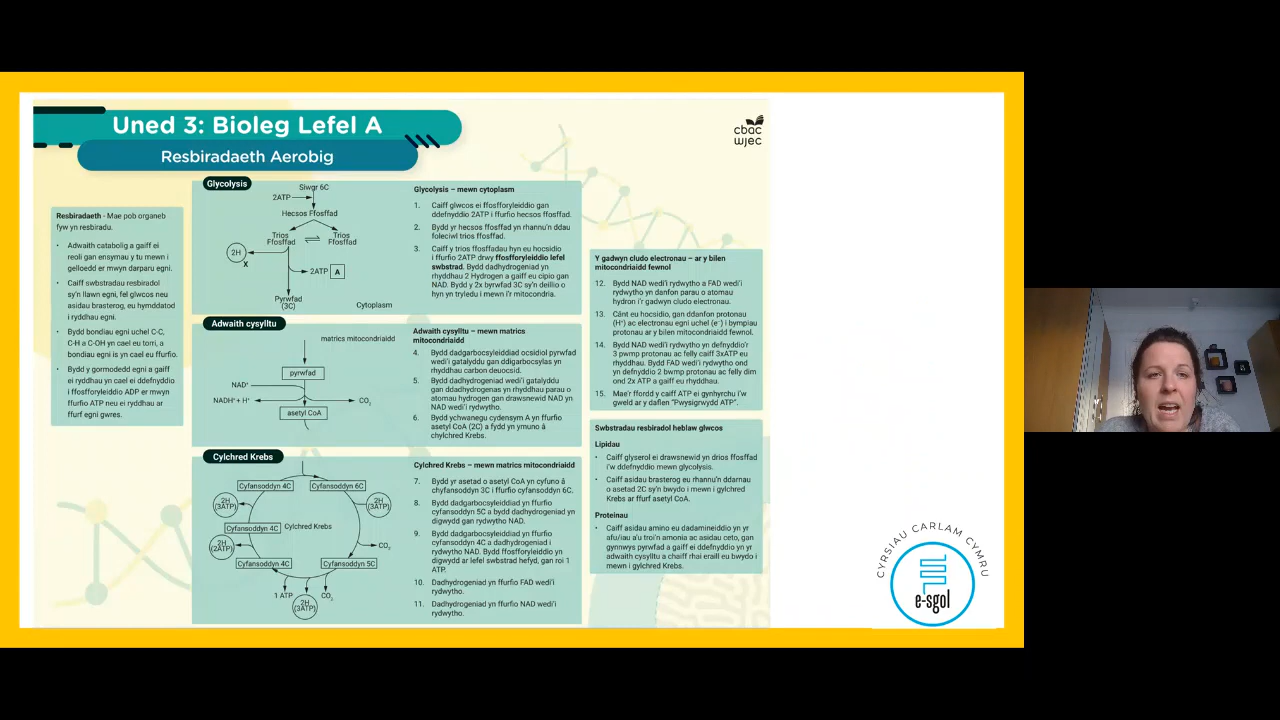 Uned 3: Bioleg Lefel A
Resbiradaeth Aerobig
cbac
wjec
Resbiradaeth - Mae pob organeb
fyw yn resbiradu.
• Adwaith catabolig a gaiff ei
reoli gan ensymau y tu mewn i
gelloedd er mwyn darparu egni.
• Caiff swbstradau resbiradol
sy'n llawn egni, fel glwcos neu
asidau brasterog, eu hymddatod
i ryddhau egni.
• Bydd bondiau egni uchel C-C,
C-H a C-OH yn cael eu torri, a
bondiau egni is yn cael eu ffurfio.
• Bydd y gormodedd egni a gaiff
ei ryddhau yn cael ei ddefnyddio
i ffosfforyleiddio ADP er mwyn
ffurfio ATP neu ei ryddhau ar
ffurf egni gwres.
Glycolysis
Siwgr 6C
2ATP
Hecsos Ffosffad
Trios
Ffosffad
Trios
Ffosffad
2H
X
2ATP A
Pyrwfad
(3C)
Cytoplasm
Glycolysis – mewn cytoplasm
1. Caiff glwcos ei ffosfforyleiddio gan
ddefnyddio 2ATP i ffurfio hecsos ffosffad.
2. Bydd yr hecsos ffosffad yn rhannu'n ddau
foleciwl trios ffosffad.
3. Caiff y trios ffosffadau hyn eu hocsidio
i ffurfio 2ATP drwy ffosfforyleiddio lefel
swbstrad. Bydd dadhydrogeniad yn
rhyddhau 2 Hydrogen a gaiff eu cipio gan
NAD. Bydd y 2x byrwfad 3C sy'n deillio o
hyn yn tryledu i mewn i'r mitocondria.
Adwaith cysylltu
matrics mitocondriaidd
pyrwfad
NAD⁺
NADH⁺ + H⁺
CO₂
asetyl CoA
Adwaith cysylltu – mewn matrics
mitocondriaidd
4. Bydd dadgarbocsyleiddiad ocsidiol pyrwfad
wedi'i gatalyddu gan ddigarbocsylas yn
rhyddhau carbon deuocsid.
5. Bydd dadhydrogeniad wedi'i gatalyddu
gan ddadhydrogenas yn rhyddhau parau o
atomau hydrogen gan drawsnewid NAD yn
NAD wedi'i rydwytho.
6. Bydd ychwanegu cydensym A yn ffurfio
asetyl CoA (2C) a fydd yn ymuno â
chylchred Krebs.
Cylchred Krebs
Cyfansoddyn 4C
Cyfansoddyn 6C
2H
(3ATP)
2H
(3ATP)
Cyfansoddyn 4C
Cylchred Krebs
2H
(2ATP)
CO₂
Cyfansoddyn 4C
Cyfansoddyn 5C
1 ATP
2H
(3ATP)
CO₂
Cylchred Krebs – mewn matrics mitocondriaidd
7. Bydd yr asetad o asetyl CoA yn cyfuno â
chyfansoddyn 3C i ffurfio cyfansoddyn 6C.
8. Bydd dadgarbocsyleiddiad yn ffurfio
cyfansoddyn 5C a bydd dadhydrogeniad yn
digwydd gan rydwytho NAD.
9. Bydd dadgarbocsyleiddiad yn ffurfio
cyfansoddyn 4C a dadhydrogeniad i
rydwytho NAD. Bydd ffosfforyleiddio yn
digwydd ar lefel swbstrad hefyd, gan roi 1
ATP.
10. Dadhydrogeniad yn ffurfio FAD wedi'i
rydwytho.
11. Dadhydrogeniad yn ffurfio NAD wedi'i
rydwytho.
Y gadwyn cludo electronau – ar y bilen
mitocondriaidd fewnol
12. Bydd NAD wedi'i rydwytho a FAD wedi'i
rydwytho yn danfon parau o atomau
hydron i'r gadwyn cludo electronau.
13. Cânt eu hocsidio, gan ddanfon protonau
(H⁺) ac electronau egni uchel (e⁻) i bympiau
protonau ar y bilen mitocondriaidd fewnol.
14. Bydd NAD wedi'i rydwytho yn defnyddio'r
3 pwmp protonau ac felly caiff 3xATP eu
rhyddhau. Bydd FAD wedi'i rydwytho ond
yn defnyddio 2 bwmp protonau ac felly dim
ond 2x ATP a gaiff eu rhyddhau.
15. Mae'r ffordd y caiff ATP ei gynhyrchu i'w
gweld ar y daflen "Pwysigrwydd ATP".
Swbstradau resbiradol heblaw glwcos
Lipidau
• Caiff glyserol ei drawsnewid yn drios ffosffad
i'w ddefnyddio mewn glycolysis.
• Caiff asidau brasterog eu rhannu'n ddarnau
o asetad 2C sy'n bwydo i mewn i gylchred
Krebs ar ffurf asetyl CoA.
Proteinau
• Caiff asidau amino eu dadamineiddio yn yr
afu/iau a'u troi'n amonia ac asidau ceto, gan
gynnwys pyrwfad a gaiff ei ddefnyddio yn yr
adwaith cysylltu a chaiff rhai eraill eu bwydo i
mewn i gylchred Krebs.
CYRSIAU CARLAM CYMRU
e-sgol